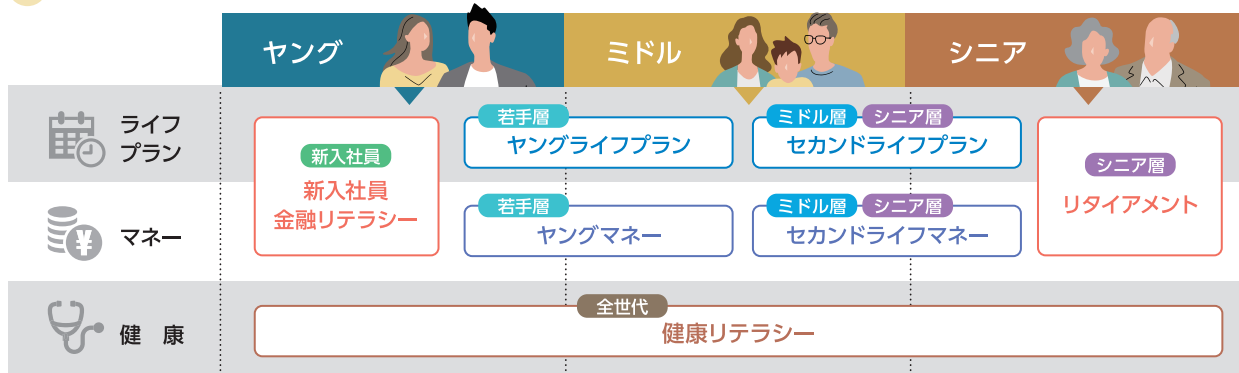 ヤング
ミドル
シニア
ライフ
プラン
新入社員
新入社員
金融リテラシー
若手層
ヤングライフプラン
ミドル層 シニア層
セカンドライフプラン
シニア層
リタイアメント
マネー
¥
若手層
ヤングマネー
ミドル層 シニア層
セカンドライフマネー
健 康
全世代
健康リテラシー